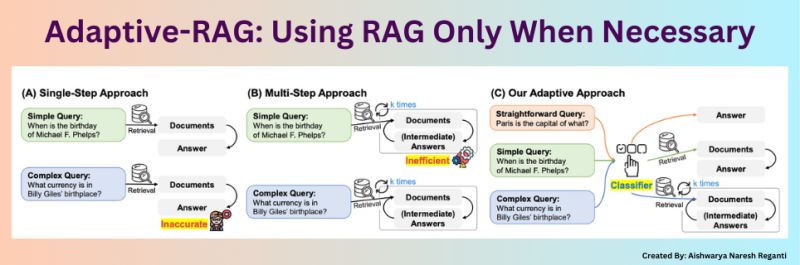 Adaptive-RAG: Using RAG Only When Necessary
(A) Single-Step Approach
Simple Query:
When is the birthday
of Michael F. Phelps?
Retrieval
Documents
Answer
Complex Query:
What currency is in
Billy Giles' birthplace?
Retrieval
Documents
Answer
Inaccurate
(B) Multi-Step Approach
Simple Query:
When is the birthday
of Michael F. Phelps?
Retrieval
k times
Documents
(Intermediate)
Answers
Inefficient
Complex Query:
What currency is in
Billy Giles' birthplace?
Retrieval
k times
Documents
(Intermediate)
Answers
(C) Our Adaptive Approach
Straightforward Query:
Paris is the capital of what?
Simple Query:
When is the birthday
of Michael F. Phelps?
Complex Query:
What currency is in
Billy Giles' birthplace?
Classifier
Answer
Retrieval
Documents
Answer
Retrieval
k times
Documents
(Intermediate)
Answers
Created By: Aishwarya Naresh Reganti